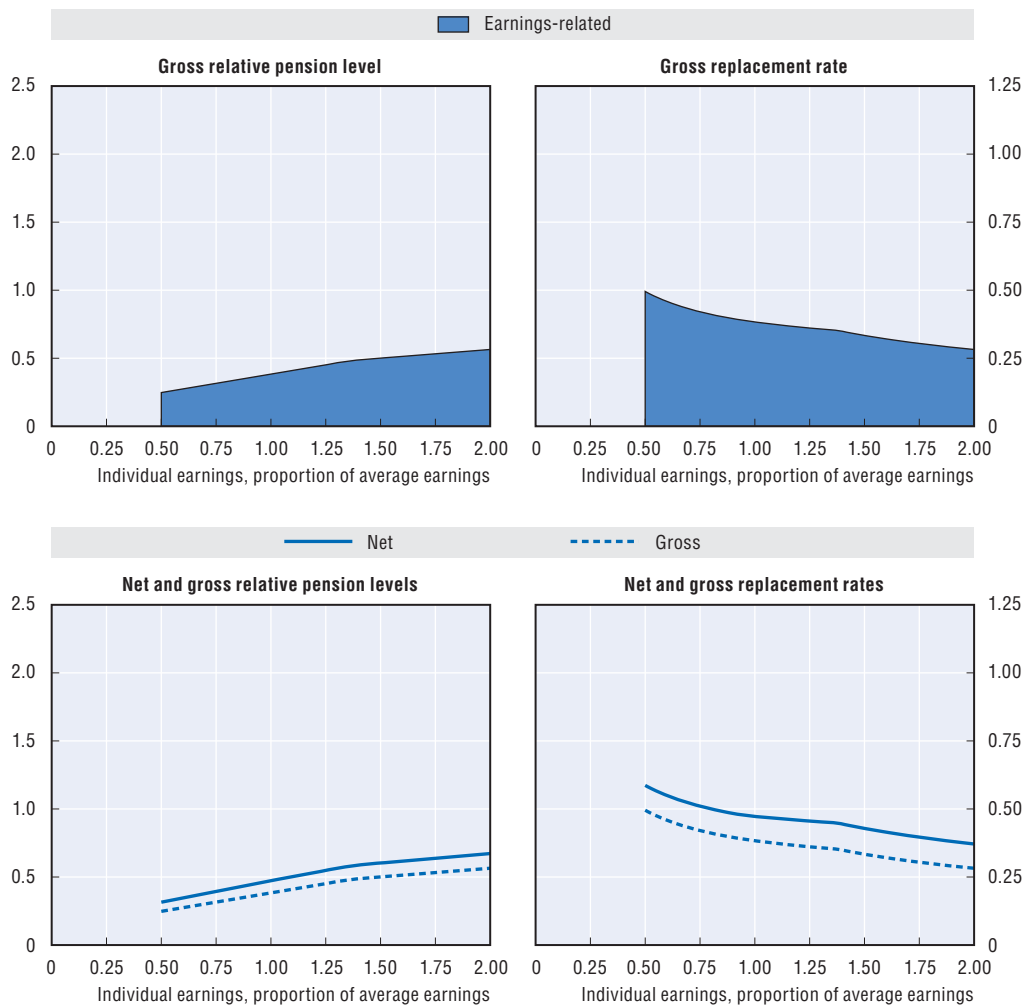 Earnings-related
Gross relative pension level
Gross replacement rate
2.5
2.0
1.5
1.0
0.5
0
1.25
1.00
0.75
0.50
0.25
0
0 0.25 0.50 0.75 1.00 1.25 1.50 1.75 2.00
0 0.25 0.50 0.75 1.00 1.25 1.50 1.75 2.00
Individual earnings, proportion of average earnings
Individual earnings, proportion of average earnings
Net Gross
Net and gross relative pension levels
Net and gross replacement rates
2.5
2.0
1.5
1.0
0.5
0
1.25
1.00
0.75
0.50
0.25
0
0 0.25 0.50 0.75 1.00 1.25 1.50 1.75 2.00
0 0.25 0.50 0.75 1.00 1.25 1.50 1.75 2.00
Individual earnings, proportion of average earnings
Individual earnings, proportion of average earnings